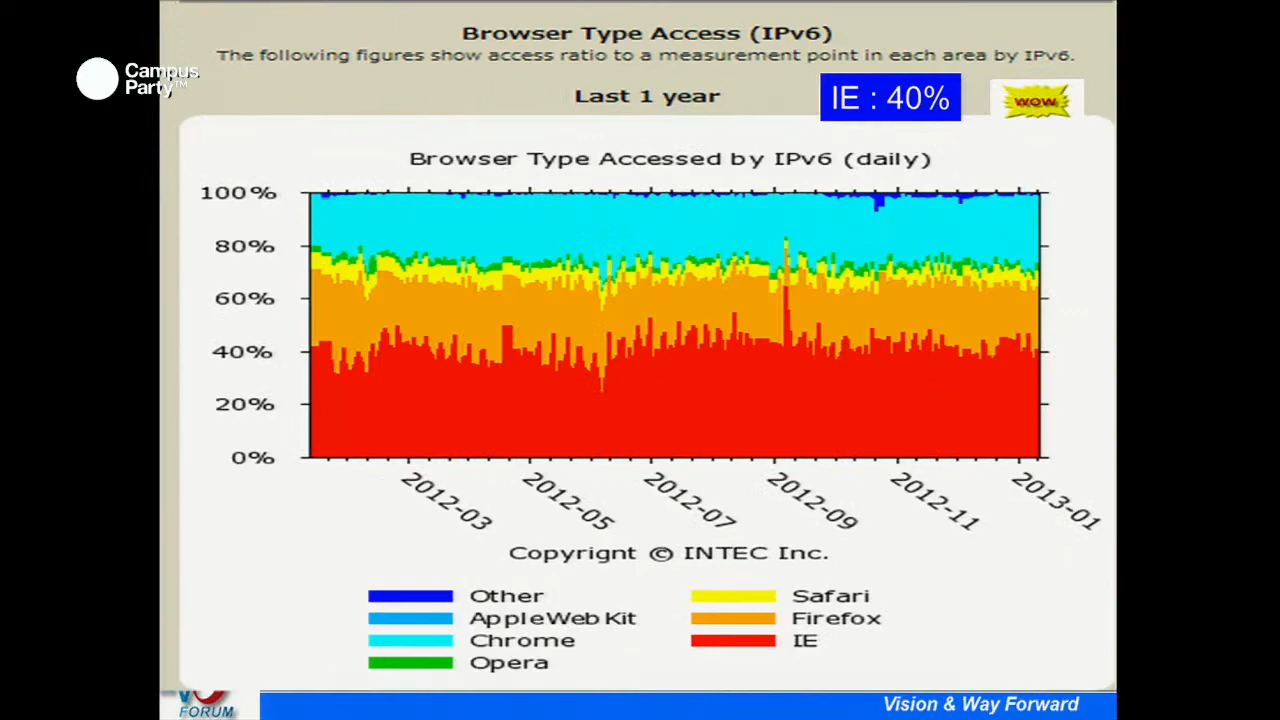 Browser Type Access (IPv6)
The following figures show access ratio to a measurement point in each area by IPv6.
Campus
Party™
Last 1 year
IE : 40%
WOW
Browser Type Accessed by IPv6 (daily)
100%
80%
60%
40%
20%
0%
2012-03
2012-05
2012-07
2012-09
2012-11
2013-01
Copyrignt © INTEC Inc.
Other
AppleWebKit
Chrome
Opera
Safari
Firefox
IE
FORUM
Vision & Way Forward